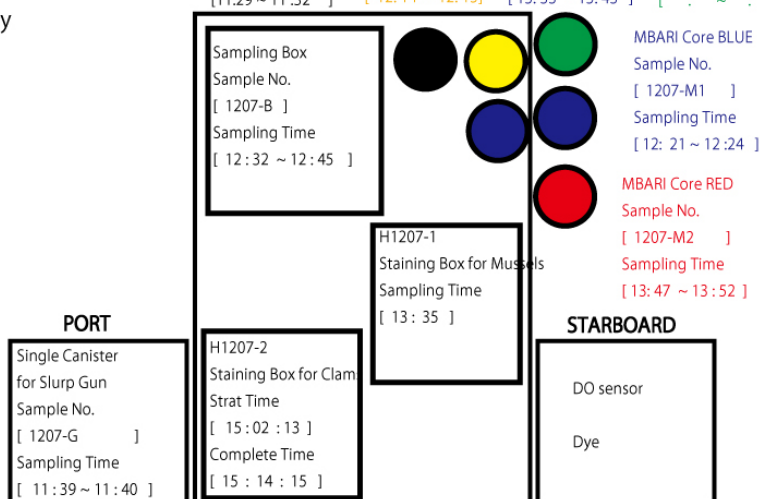 y
MBARI Core BLUE
Sample No.
[ 1207-M1 ]
Sampling Time
[ 12: 21 ~ 12 :24 ]
Sampling Box
Sample No.
[ 1207-B ]
Sampling Time
[ 12 : 32 ~ 12 : 45 ]
MBARI Core RED
Sample No.
[ 1207-M2 ]
Sampling Time
[ 13: 47 ~ 13 : 52 ]
H1207-1
Staining Box for Mussels
Sampling Time
[ 13 : 35 ]
PORT
Single Canister
for Slurp Gun
Sample No.
[ 1207-G ]
Sampling Time
[ 11 : 39 ~ 11 : 40 ]
H1207-2
Staining Box for Clam
Strat Time
[ 15 : 02 : 13 ]
Complete Time
[ 15 : 14 : 15 ]
STARBOARD
DO sensor
Dye